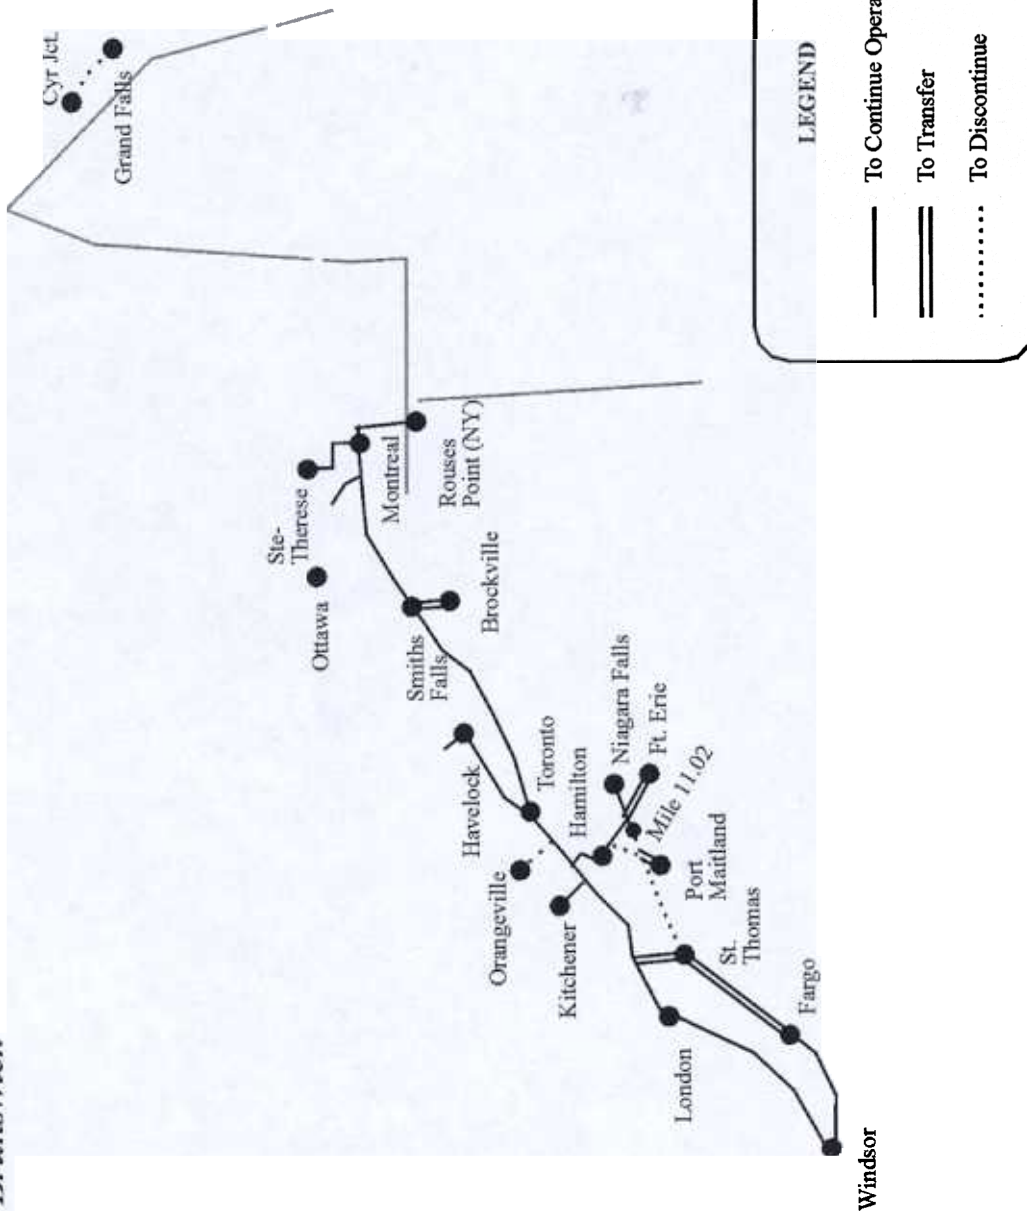 Cyr Jct.
Grand Falls
Ste-
Therese
Ottawa
Montreal
Rouses
Point (NY)
Smiths
Falls
Brockville
Havelock
Toronto
Hamilton
Niagara Falls
Ft. Erie
Mile 11.02
Port
Maitland
Orangeville
Kitchener
St.
Thomas
London
Fargo
Windsor
LEGEND
To Continue Opera
To Transfer
To Discontinue